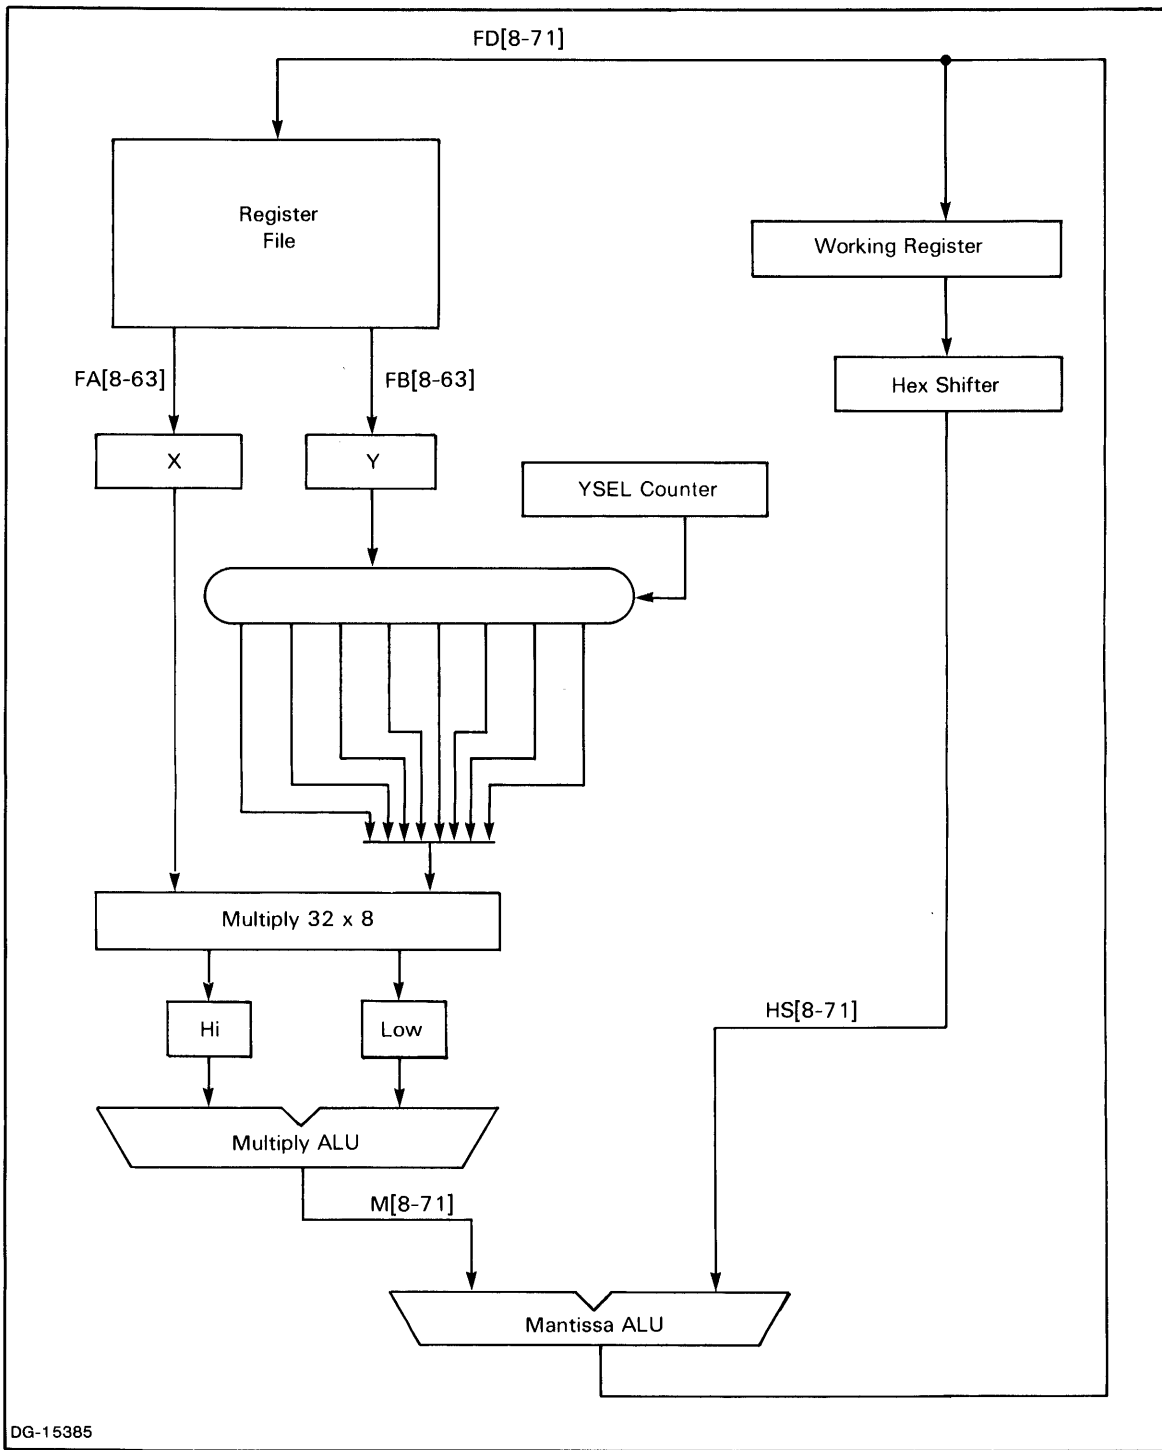 FD[8-71]
Register
File
Working Register
FA[8-63]
FB[8-63]
Hex Shifter
X
Y
YSEL Counter
Multiply 32 x 8
HS[8-71]
Hi
Low
Multiply ALU
M[8-71]
Mantissa ALU
DG-15385